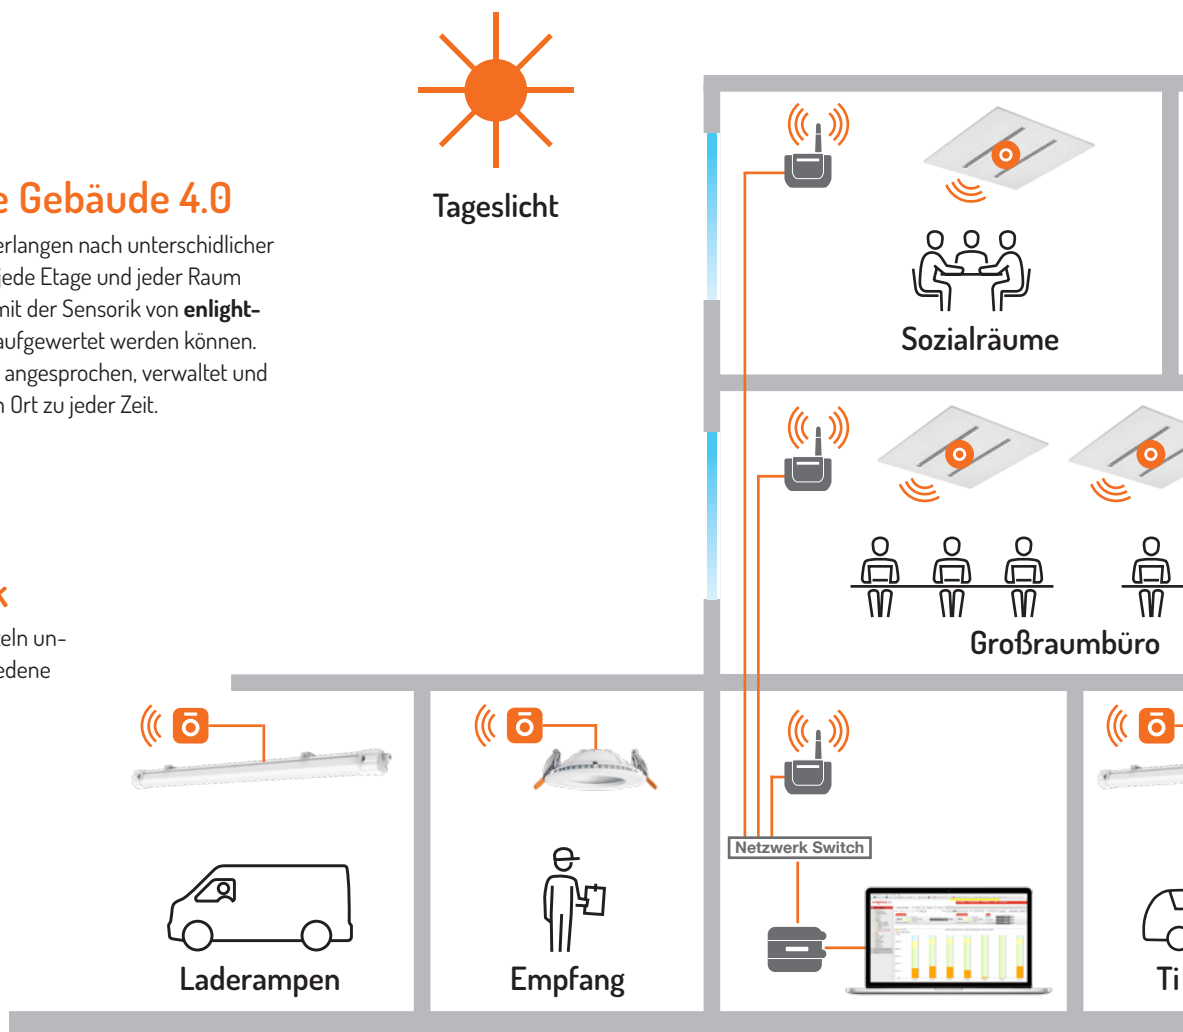 e Gebäude 4.0
erlangen nach unterschidlicher
jede Etage und jeder Raum
mit der Sensorik von enlight-
aufgewertet werden können.
angesprochen, verwaltet und
Ort zu jeder Zeit.
Tageslicht
Sozialräume
Großraumbüro
k
eln un-
edene
Netzwerk Switch
Laderampen
Empfang
Ti